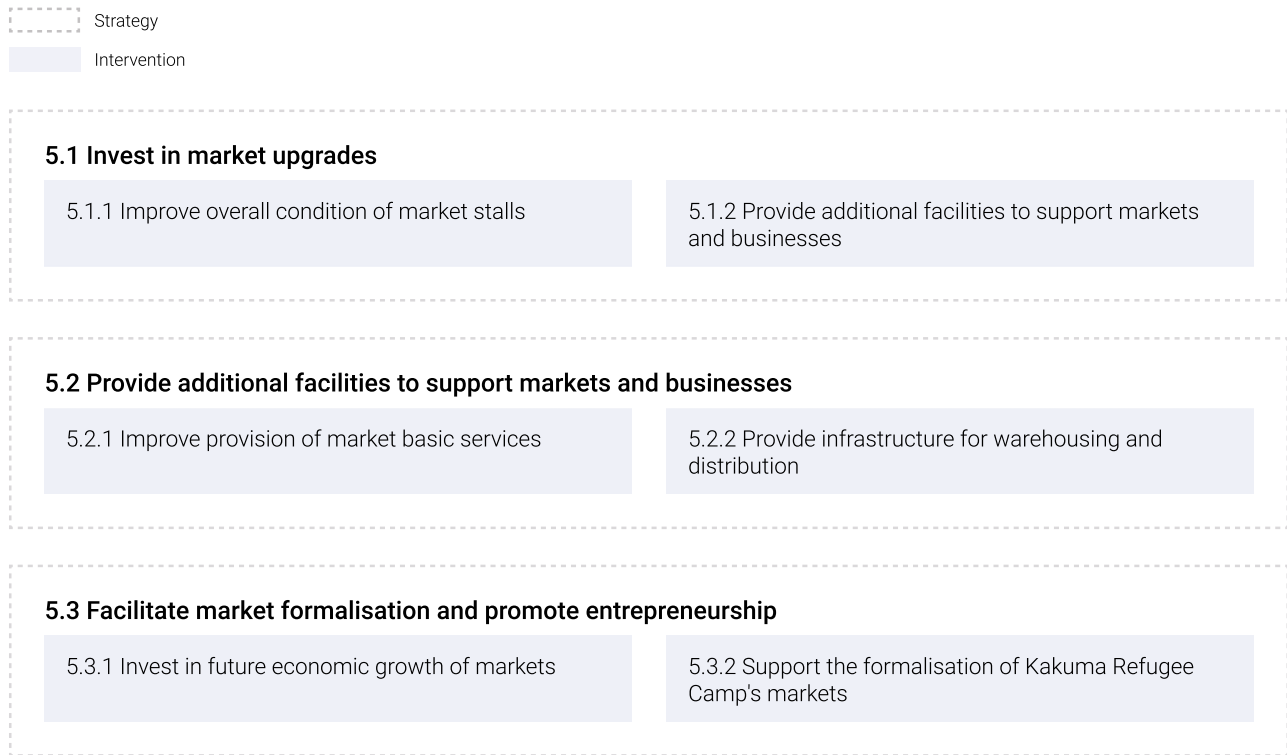 Strategy
Intervention
5.1 Invest in market upgrades
5.1.1 Improve overall condition of market stalls
5.1.2 Provide additional facilities to support markets
and businesses
5.2 Provide additional facilities to support markets and businesses
5.2.1 Improve provision of market basic services
5.2.2 Provide infrastructure for warehousing and
distribution
5.3 Facilitate market formalisation and promote entrepreneurship
5.3.1 Invest in future economic growth of markets
5.3.2 Support the formalisation of Kakuma Refugee
Camp's markets